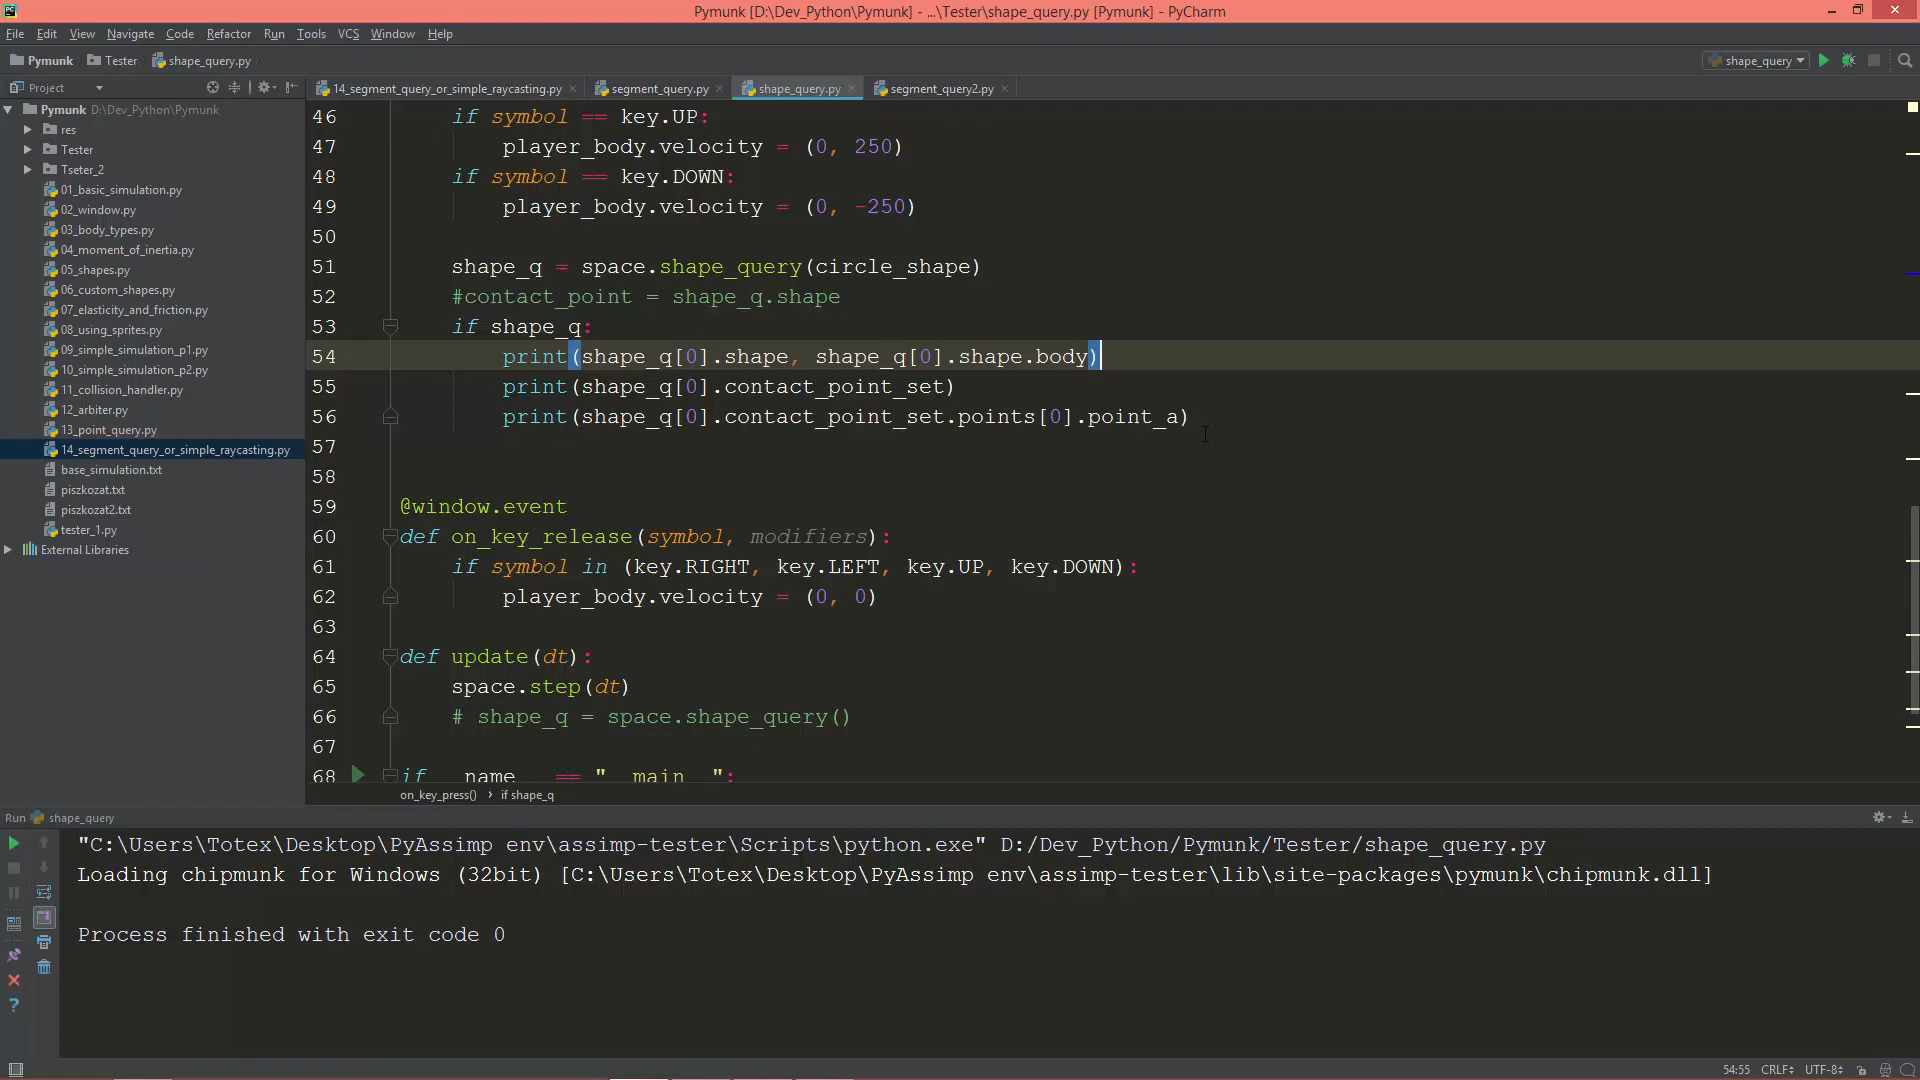 Pymunk [D:\Dev_Python\Pymunk] - ...\Tester\shape_query.py [Pymunk] - PyCharm
File Edit View Navigate Code Refactor Run Tools VCS Window Help
Pymunk Tester shape_query.py shape_query
Project 14_segment_query_or_simple_raycasting.py segment_query.py shape_query.py segment_query2.py
Pymunk D:\Dev_Python\Pymunk
res
Tester
Tseter_2
01_basic_simulation.py
02_window.py
03_body_types.py
04_moment_of_inertia.py
05_shapes.py
06_custom_shapes.py
07_elasticity_and_friction.py
08_using_sprites.py
09_simple_simulation_p1.py
10_simple_simulation_p2.py
11_collision_handler.py
12_arbiter.py
13_point_query.py
14_segment_query_or_simple_raycasting.py
base_simulation.txt
piszkozat.txt
piszkozat2.txt
tester_1.py
External Libraries
46 if symbol == key.UP:
47 player_body.velocity = (0, 250)
48 if symbol == key.DOWN:
49 player_body.velocity = (0, -250)
50
51 shape_q = space.shape_query(circle_shape)
52 #contact_point = shape_q.shape
53 if shape_q:
54 print(shape_q[0].shape, shape_q[0].shape.body)
55 print(shape_q[0].contact_point_set)
56 print(shape_q[0].contact_point_set.points[0].point_a)
57
58
59 @window.event
60 def on_key_release(symbol, modifiers):
61 if symbol in (key.RIGHT, key.LEFT, key.UP, key.DOWN):
62 player_body.velocity = (0, 0)
63
64 def update(dt):
65 space.step(dt)
66 # shape_q = space.shape_query()
67
68 if __name__ == "__main__":
on_key_press() › if shape_q
Run shape_query
"C:\Users\Totex\Desktop\PyAssimp env\assimp-tester\Scripts\python.exe" D:/Dev_Python/Pymunk/Tester/shape_query.py
Loading chipmunk for Windows (32bit) [C:\Users\Totex\Desktop\PyAssimp env\assimp-tester\lib\site-packages\pymunk\chipmunk.dll]
Process finished with exit code 0
54:55 CRLF UTF-8